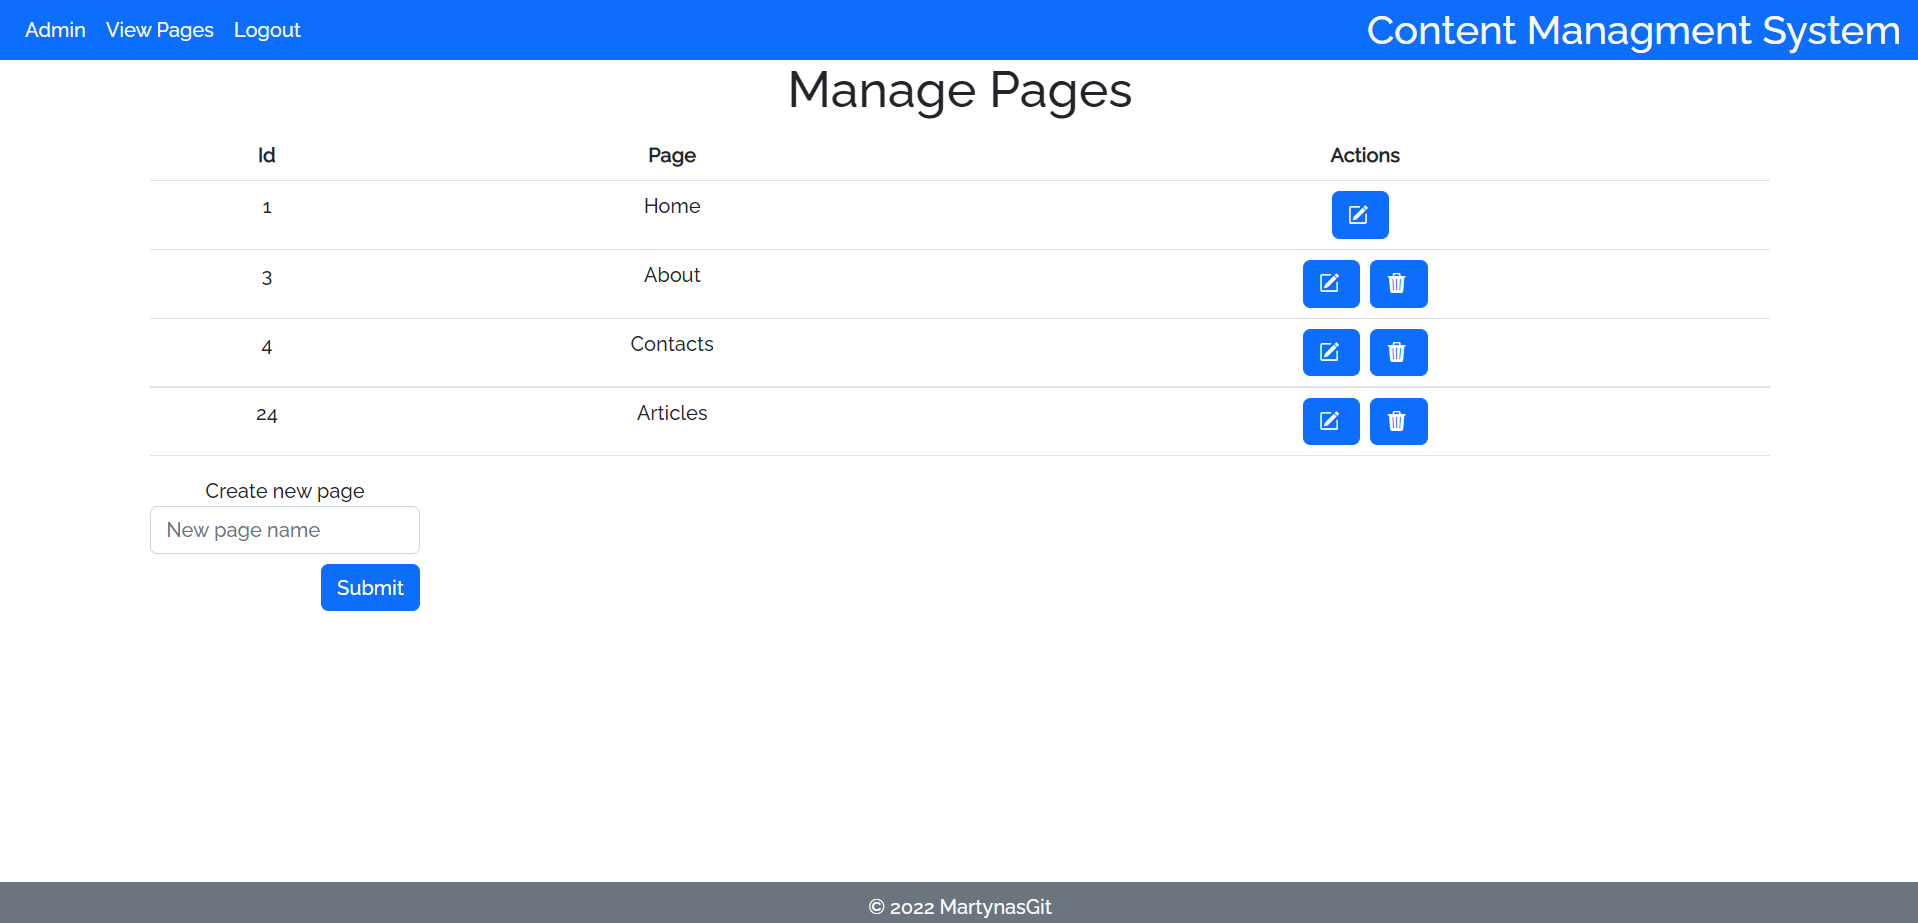 Admin View Pages Logout Content Managment System
Manage Pages
Id Page Actions
1 Home
3 About
4 Contacts
24 Articles
Create new page
New page name
Submit
© 2022 MartynasGit